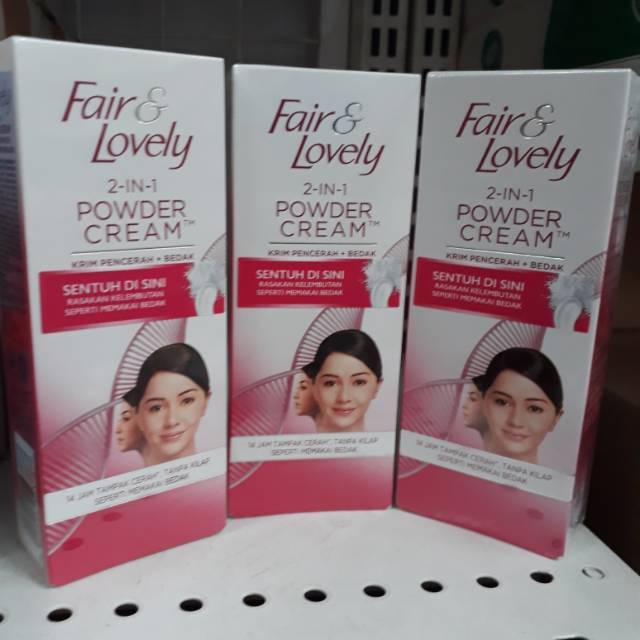 Fair &
Lovely
2-IN-1
POWDER
CREAM™
KRIM PENCERAH + BEDAK
SENTUH DI SINI
RASAKAN KELEMBUTAN
SEPERTI MEMAKAI BEDAK
14 JAM TAMPAK CERAH*, TANPA KILAP
SEPERTI MEMAKAI BEDAK
Fair &
Lovely
2-IN-1
POWDER
CREAM™
KRIM PENCERAH + BEDAK
SENTUH DI SINI
RASAKAN KELEMBUTAN
SEPERTI MEMAKAI BEDAK
14 JAM TAMPAK CERAH*, TANPA KILAP
SEPERTI MEMAKAI BEDAK
Fair &
Lovely
2-IN-1
POWDER
CREAM™
KRIM PENCERAH + BEDAK
SENTUH DI SINI
RASAKAN KELEMBUTAN
SEPERTI MEMAKAI BEDAK
14 JAM TAMPAK CERAH*, TANPA KILAP
SEPERTI MEMAKAI BEDAK